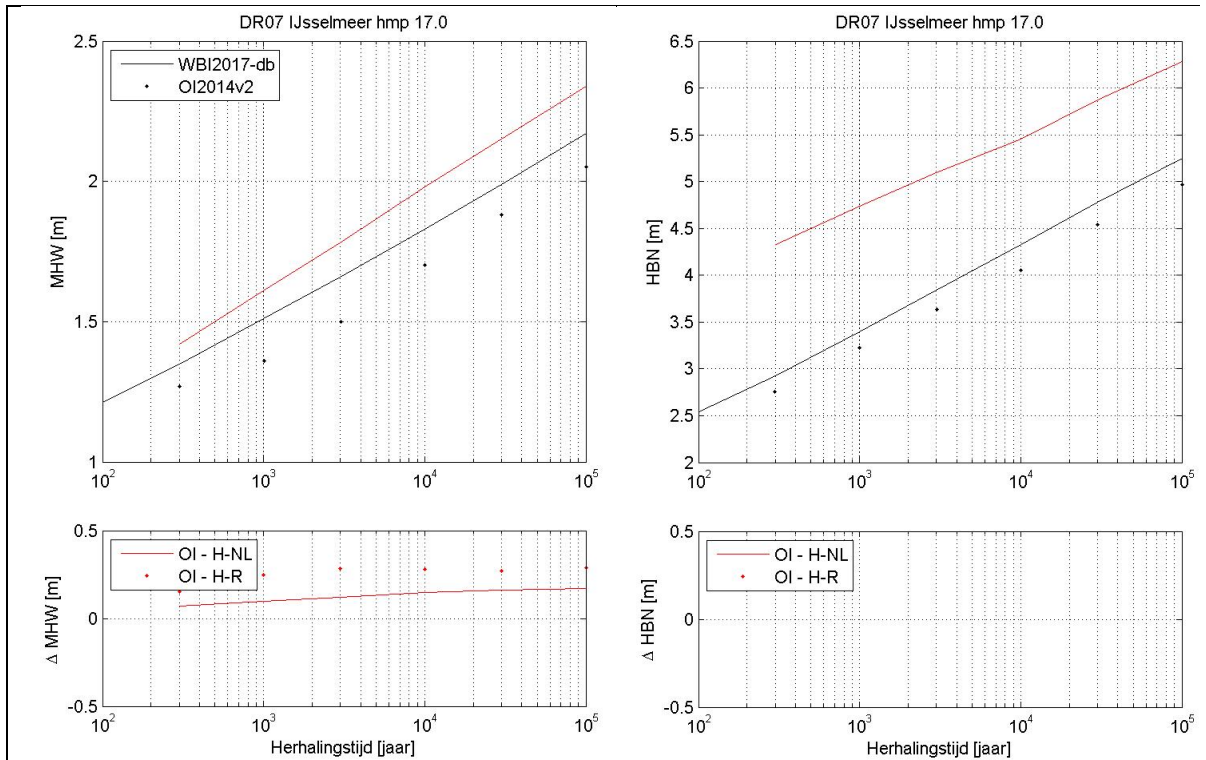 DR07 IJsselmeer hmp 17.0
2.5
2
1.5
1
MHW [m]
WBI2017-db
OI2014v2
10^2
10^3
10^4
10^5
DR07 IJsselmeer hmp 17.0
6.5
6
5.5
5
4.5
4
3.5
3
2.5
2
HBN [m]
10^2
10^3
10^4
10^5
0.5
0
-0.5
Δ MHW [m]
OI - H-NL
OI - H-R
10^2
10^3
10^4
10^5
Herhalingstijd [jaar]
0.5
0
-0.5
Δ HBN [m]
OI - H-NL
OI - H-R
10^2
10^3
10^4
10^5
Herhalingstijd [jaar]